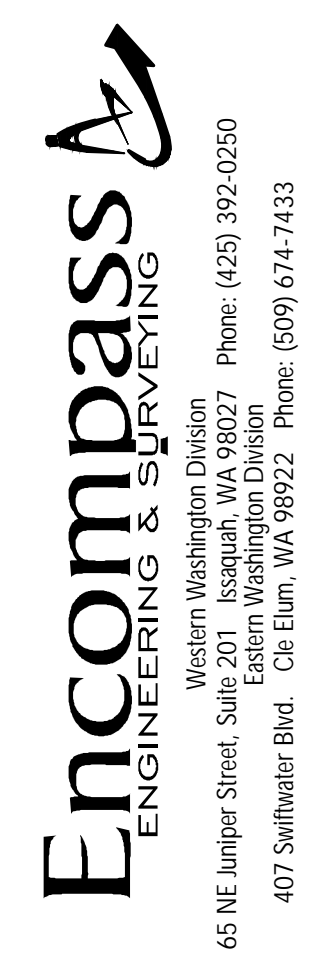 Encompass
ENGINEERING & SURVEYING
Western Washington Division
165 NE Juniper Street, Suite 201 Issaquah, WA 98027 Phone: (425) 392-0250
Eastern Washington Division
407 Swiftwater Blvd. Cle Elum, WA 98922 Phone: (509) 674-7433